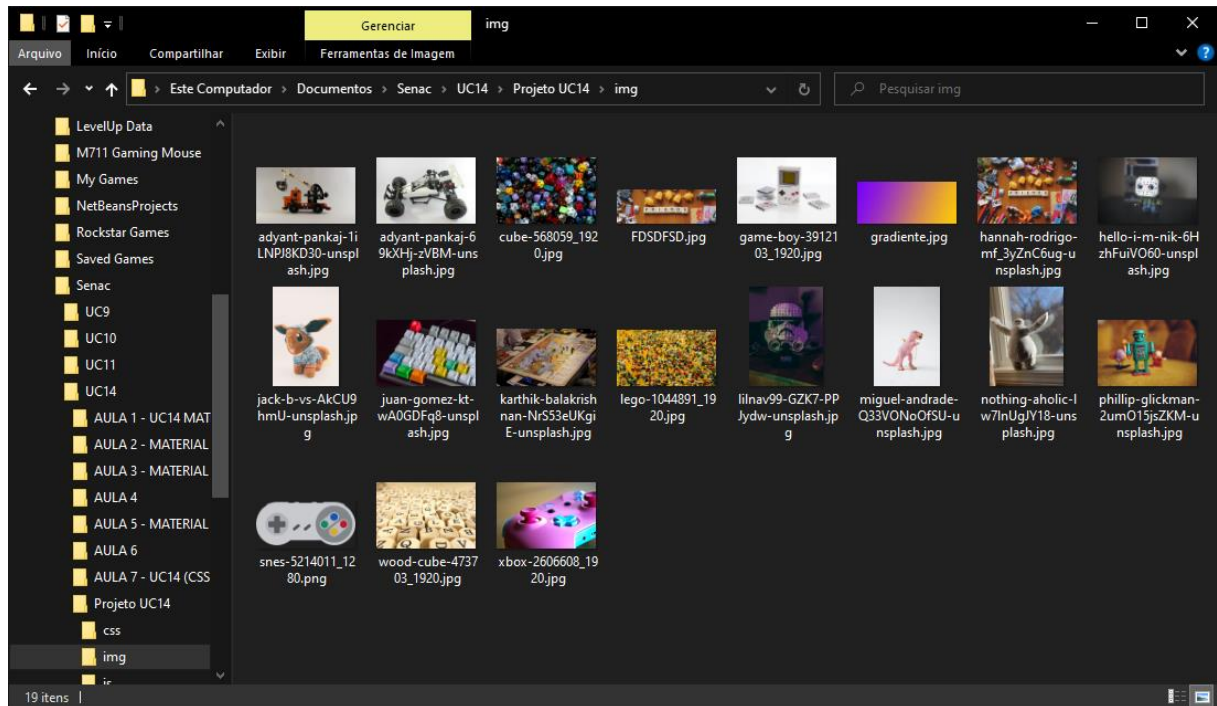 Gerenciar
img
Arquivo
Início
Compartilhar
Exibir
Ferramentas de Imagem
Este Computador > Documentos > Senac > UC14 > Projeto UC14 > img
Pesquisar img
LevelUp Data
M711 Gaming Mouse
My Games
NetBeansProjects
Rockstar Games
Saved Games
Senac
UC9
UC10
UC11
UC14
AULA 1 - UC14 MAT
AULA 2 - MATERIAL
AULA 3 - MATERIAL
AULA 4
AULA 5 - MATERIAL
AULA 6
AULA 7 - UC14 (CSS
Projeto UC14
css
img
adyant-pankaj-1i
LNPJ8KD30-unspl
ash.jpg
adyant-pankaj-6
9kXHj-zVBM-uns
plash.jpg
cube-568059_192
0.jpg
FDSDFSD.jpg
game-boy-39121
03_1920.jpg
gradiente.jpg
hannah-rodrigo-
mf_3yZnC6ug-u
nsplash.jpg
hello-i-m-nik-6H
zhFuiVO60-unspl
ash.jpg
jack-b-vs-AkCU9
hmU-unsplash.jp
g
juan-gomez-kt-
wA0GDFq8-unspl
ash.jpg
karthik-balakrish
nan-NrS53eUKgi
E-unsplash.jpg
lego-1044891_19
20.jpg
lilnav99-GZK7-PP
Jydw-unsplash.jp
g
miguel-andrade-
Q33VONoOfSU-u
nsplash.jpg
nothing-aholic-l
w7lnUgJY18-uns
plash.jpg
phillip-glickman-
2umO15jsZKM-u
nsplash.jpg
snes-5214011_12
80.png
wood-cube-4737
03_1920.jpg
xbox-2606608_19
20.jpg
19 itens